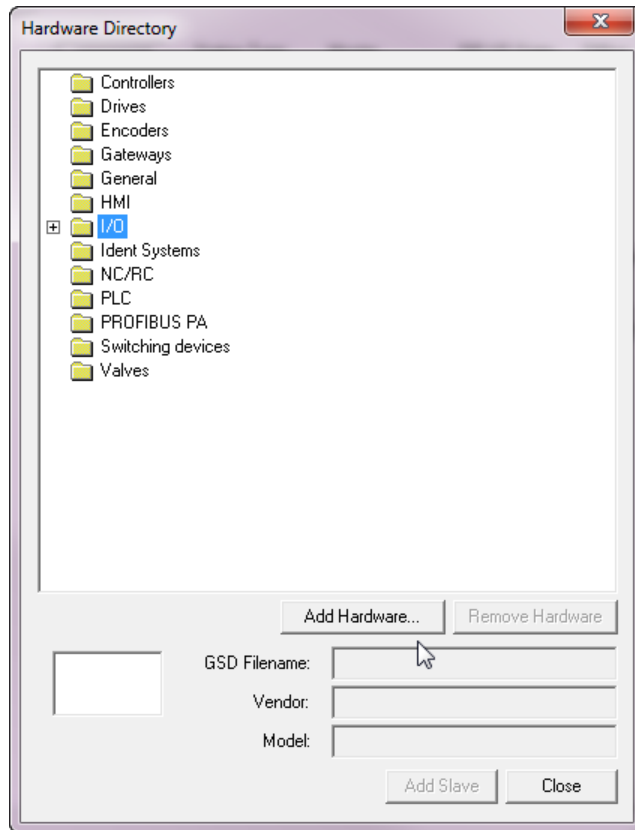 Hardware Directory
Controllers
Drives
Encoders
Gateways
General
HMI
I/O
Ident Systems
NC/RC
PLC
PROFIBUS PA
Switching devices
Valves
Add Hardware... Remove Hardware
GSD Filename:
Vendor:
Model:
Add Slave Close